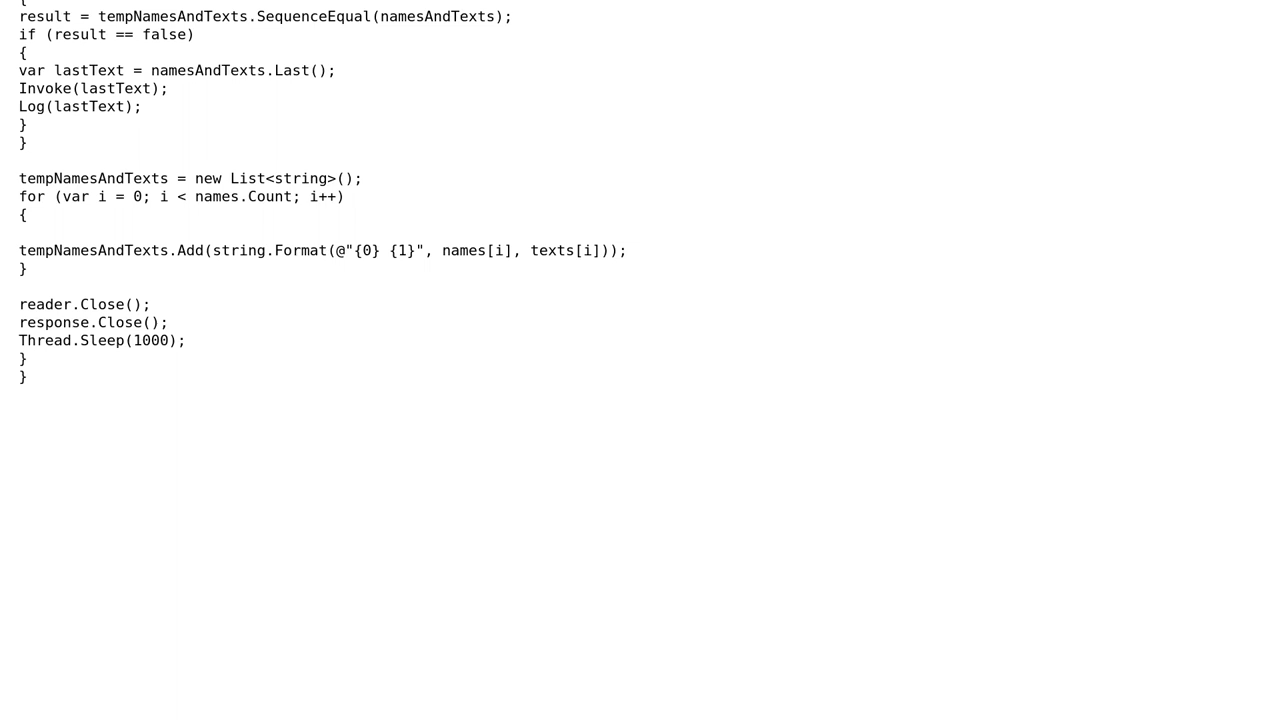 {
result = tempNamesAndTexts.SequenceEqual(namesAndTexts);
if (result == false)
{
var lastText = namesAndTexts.Last();
Invoke(lastText);
Log(lastText);
}
}
tempNamesAndTexts = new List<string>();
for (var i = 0; i < names.Count; i++)
{
tempNamesAndTexts.Add(string.Format(@"{0} {1}", names[i], texts[i]));
}
reader.Close();
response.Close();
Thread.Sleep(1000);
}
}